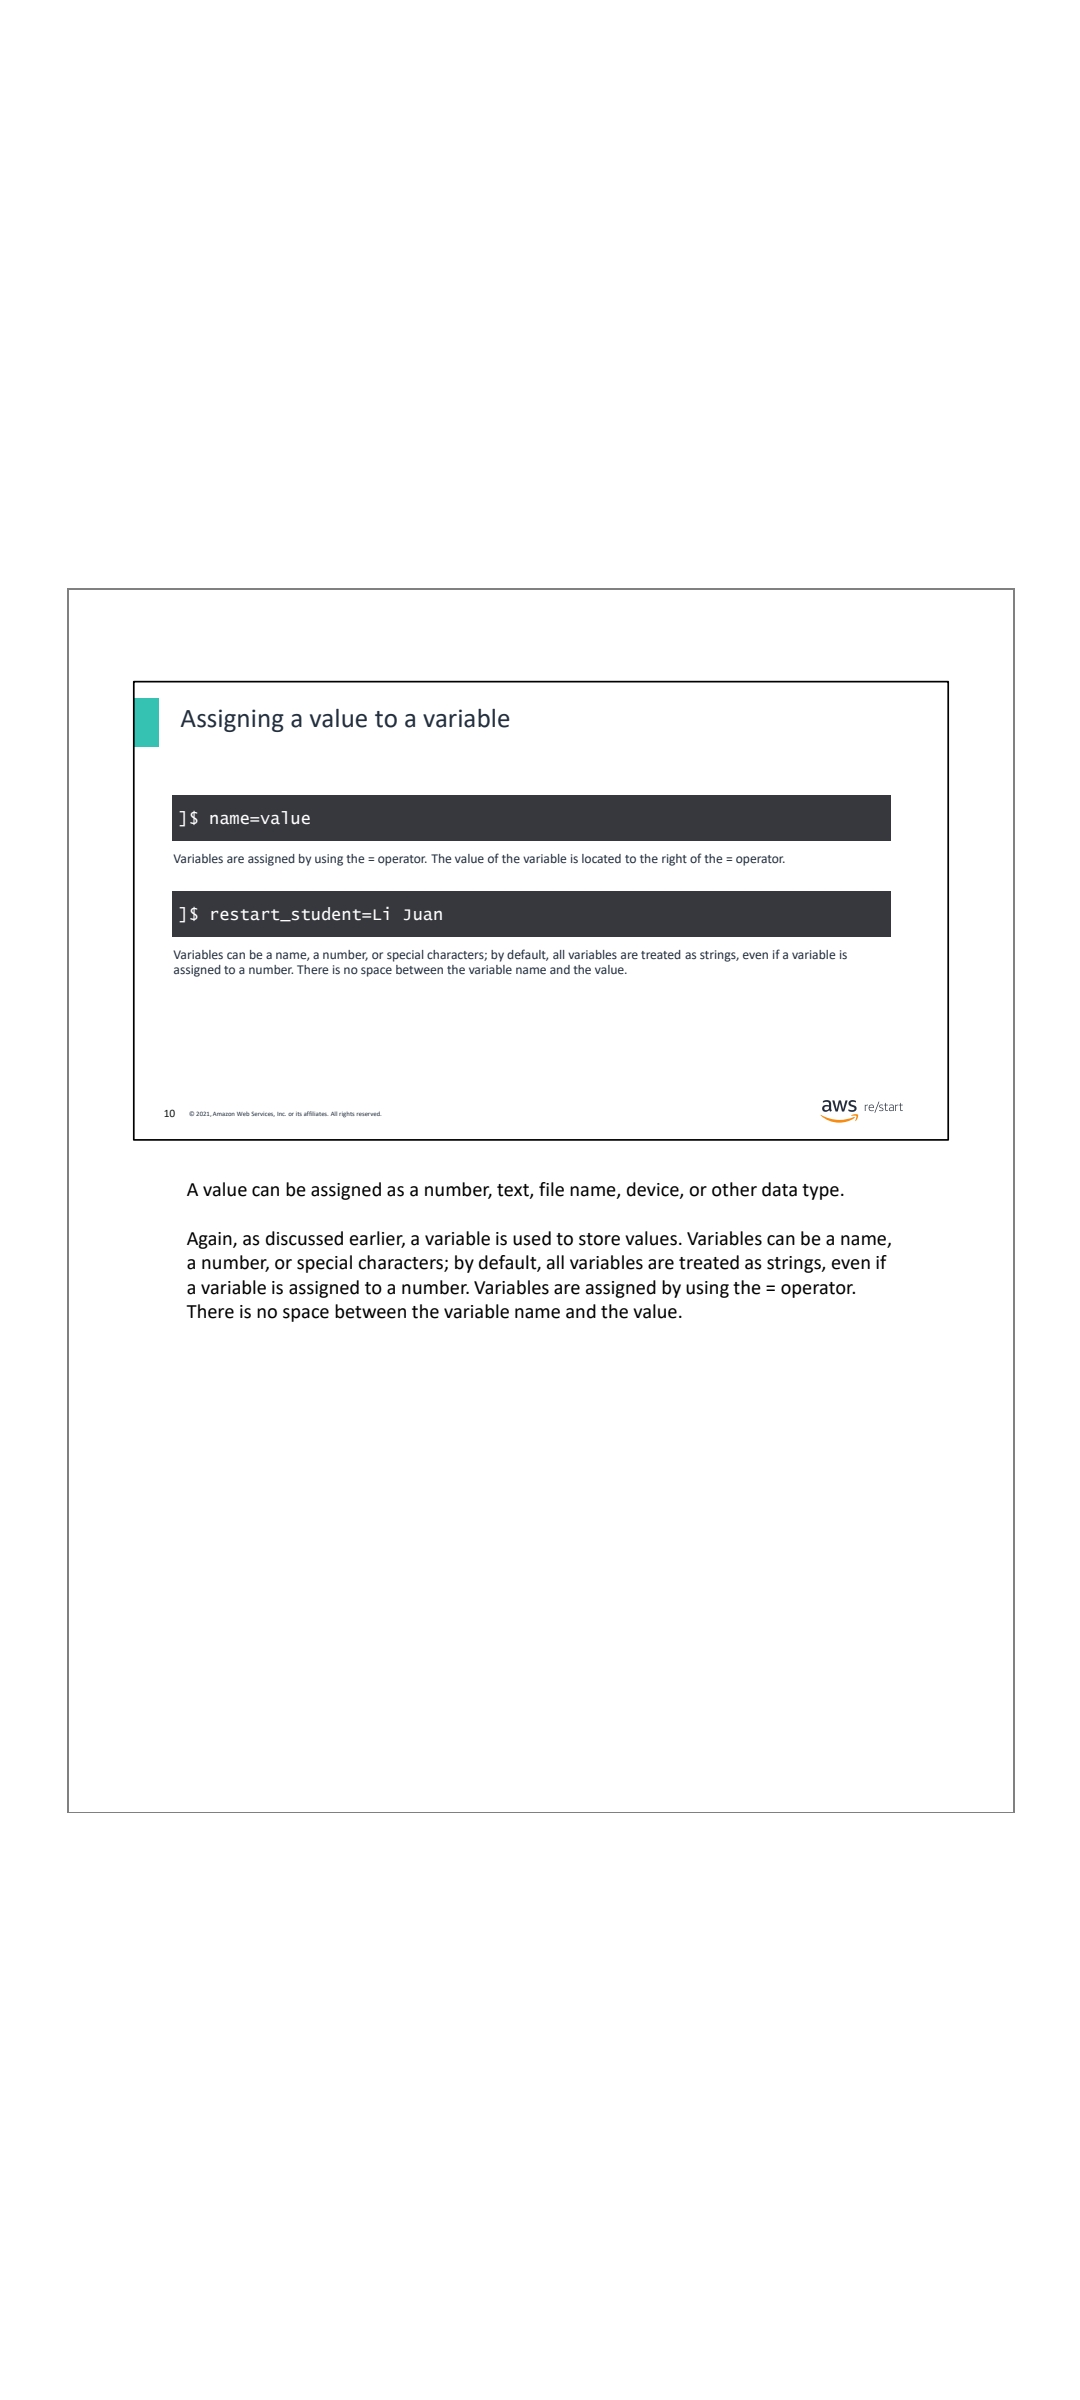 Assigning a value to a variable
]$ name=value
Variables are assigned by using the = operator. The value of the variable is located to the right of the = operator.
]$ restart_student=Li Juan
Variables can be a name, a number, or special characters; by default, all variables are treated as strings, even if a variable is
assigned to a number. There is no space between the variable name and the value.
10 © 2021, Amazon Web Services, Inc. or its affiliates. All rights reserved.
aws re/start
A value can be assigned as a number, text, file name, device, or other data type.
Again, as discussed earlier, a variable is used to store values. Variables can be a name,
a number, or special characters; by default, all variables are treated as strings, even if
a variable is assigned to a number. Variables are assigned by using the = operator.
There is no space between the variable name and the value.